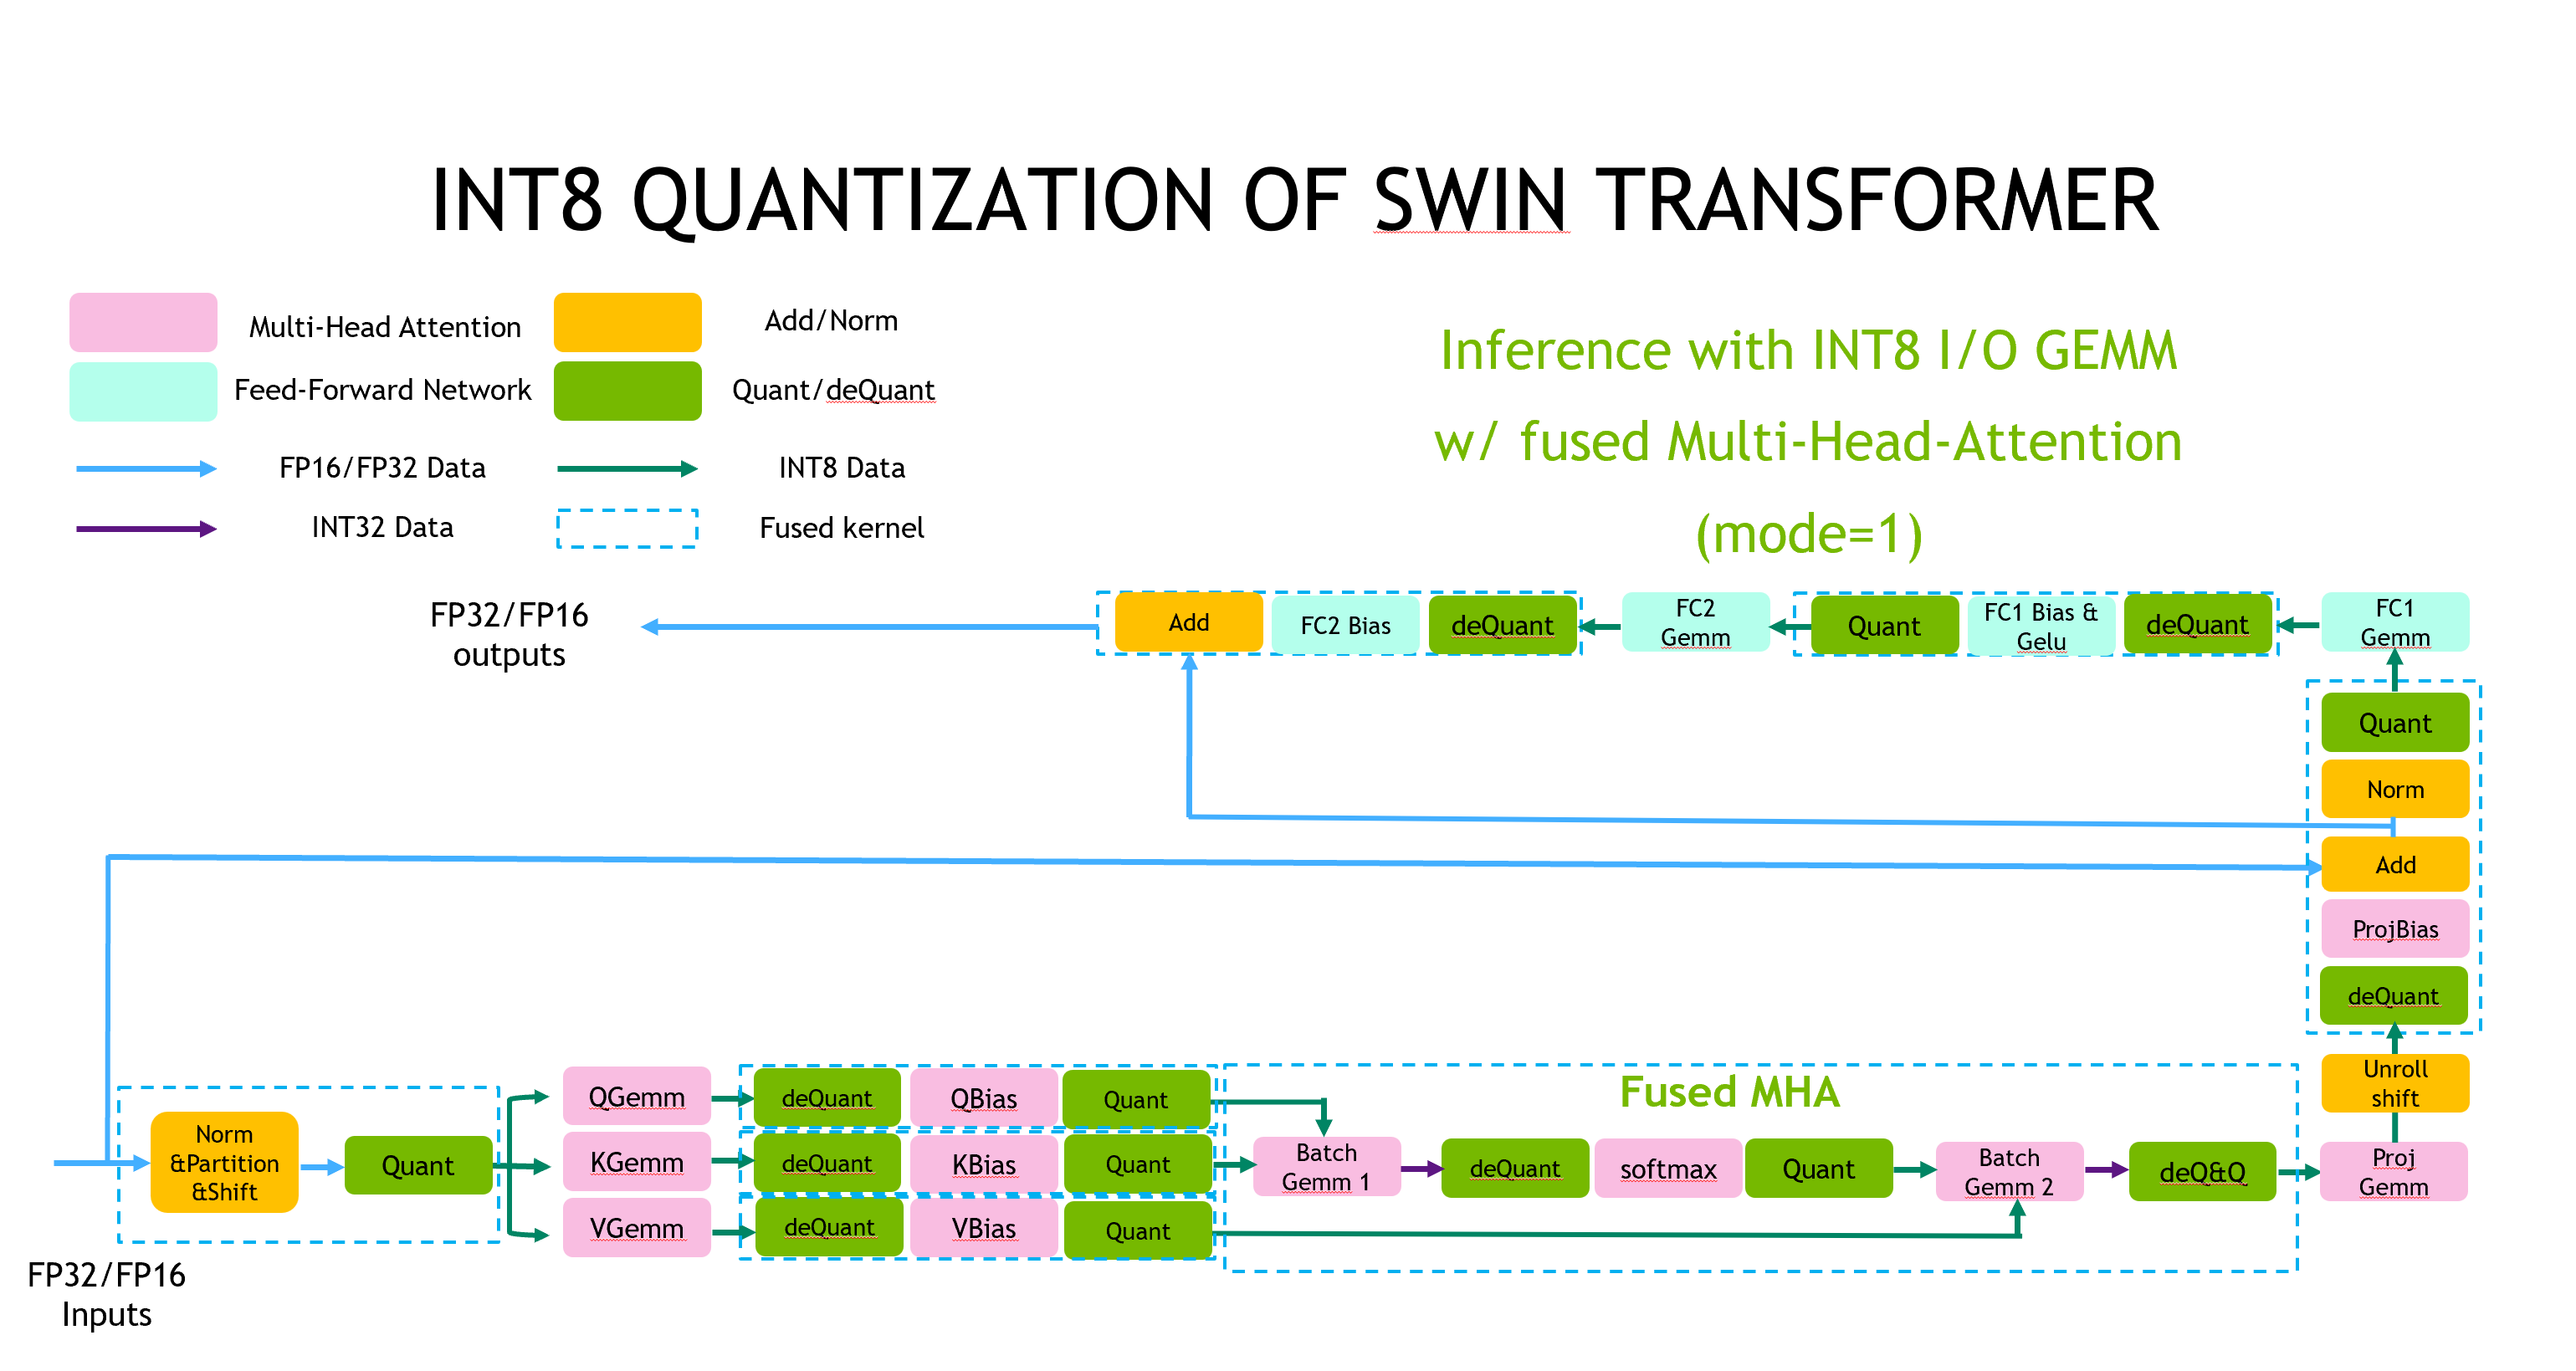 INT8 QUANTIZATION OF SWIN TRANSFORMER
Multi-Head Attention
Add/Norm
Feed-Forward Network
Quant/deQuant
FP16/FP32 Data
INT8 Data
INT32 Data
Fused kernel
Inference with INT8 I/O GEMM
w/ fused Multi-Head-Attention
(mode=1)
FP32/FP16
outputs
Add
FC2 Bias
deQuant
FC2
Gemm
Quant
FC1 Bias &
Gelu
deQuant
FC1
Gemm
Quant
Norm
Add
ProjBias
deQuant
Unroll
shift
Proj
Gemm
Fused MHA
Norm
&Partition
&Shift
Quant
QGemm
deQuant
QBias
Quant
KGemm
deQuant
KBias
Quant
VGemm
deQuant
VBias
Quant
Batch
Gemm 1
deQuant
softmax
Quant
Batch
Gemm 2
deQ&Q
FP32/FP16
Inputs